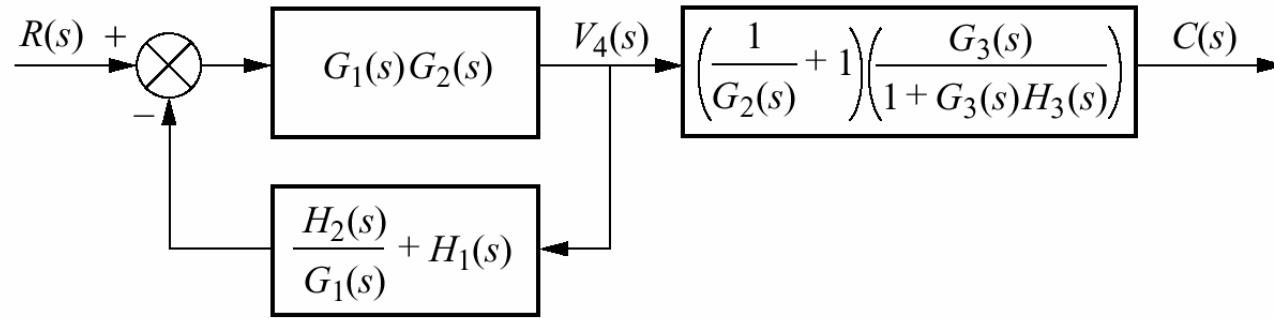 R(s) +
−
G₁(s)G₂(s)
V₄(s)
(1/G₂(s) + 1)(G₃(s)/(1 + G₃(s)H₃(s)))
C(s)
H₂(s)/G₁(s) + H₁(s)